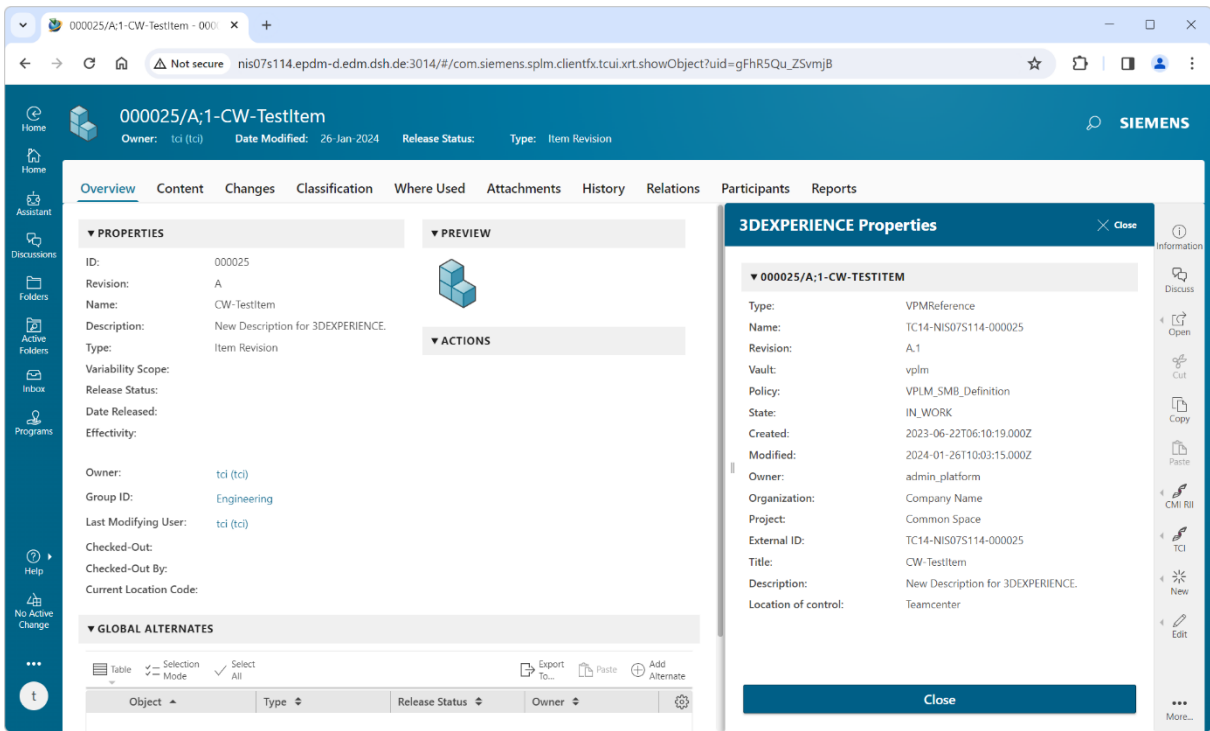 000025/A;1-CW-TestItem - 000
Not secure nis07s114.epdm-d.edm.dsh.de:3014/#/com.siemens.splm.clientfx.tcui.xrt.showObject?uid=gFhR5Qu_ZSvmjB
Home
Home
Assistant
Discussions
Folders
Active
Folders
Inbox
Programs
Help
No Active
Change
t
000025/A;1-CW-TestItem
Owner: tci (tci) Date Modified: 26-Jan-2024 Release Status: Type: Item Revision
SIEMENS
Overview Content Changes Classification Where Used Attachments History Relations Participants Reports
PROPERTIES
ID: 000025
Revision: A
Name: CW-TestItem
Description: New Description for 3DEXPERIENCE.
Type: Item Revision
Variability Scope:
Release Status:
Date Released:
Effectivity:
Owner: tci (tci)
Group ID: Engineering
Last Modifying User: tci (tci)
Checked-Out:
Checked-Out By:
Current Location Code:
PREVIEW
ACTIONS
GLOBAL ALTERNATES
Table
Selection
Mode
Select
All
Export
To...
Paste
Add
Alternate
Object Type Release Status Owner
3DEXPERIENCE Properties Close
000025/A;1-CW-TESTITEM
Type: VPMReference
Name: TC14-NIS07S114-000025
Revision: A.1
Vault: vplm
Policy: VPLM_SMB_Definition
State: IN_WORK
Created: 2023-06-22T06:10:19.000Z
Modified: 2024-01-26T10:03:15.000Z
Owner: admin_platform
Organization: Company Name
Project: Common Space
External ID: TC14-NIS07S114-000025
Title: CW-TestItem
Description: New Description for 3DEXPERIENCE.
Location of control: Teamcenter
Close
Information
Discuss
Open
Cut
Copy
Paste
CMI RII
TCI
New
Edit
More...